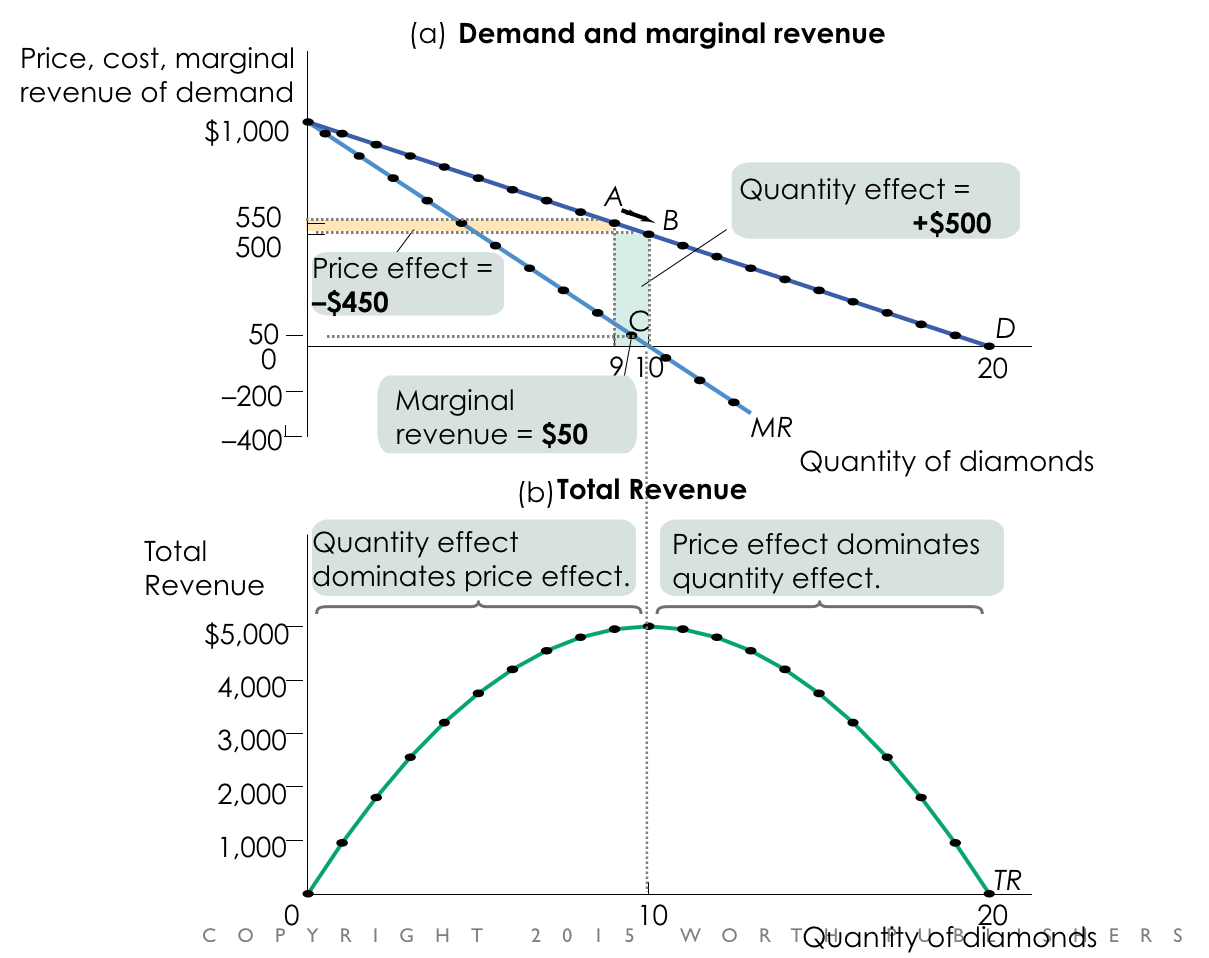 (a) Demand and marginal revenue
Price, cost, marginal
revenue of demand
$1,000
A
B
Quantity effect =
+$500
550
500
Price effect =
–$450
C
50
0
D
9 10
20
–200
Marginal
revenue = $50
MR
–400
Quantity of diamonds
(b) Total Revenue
Total
Revenue
Quantity effect
dominates price effect.
Price effect dominates
quantity effect.
$5,000
4,000
3,000
2,000
1,000
TR
0
10
20
Quantity of diamonds
COPYRIGHT 2015 WORTH PUBLISHERS